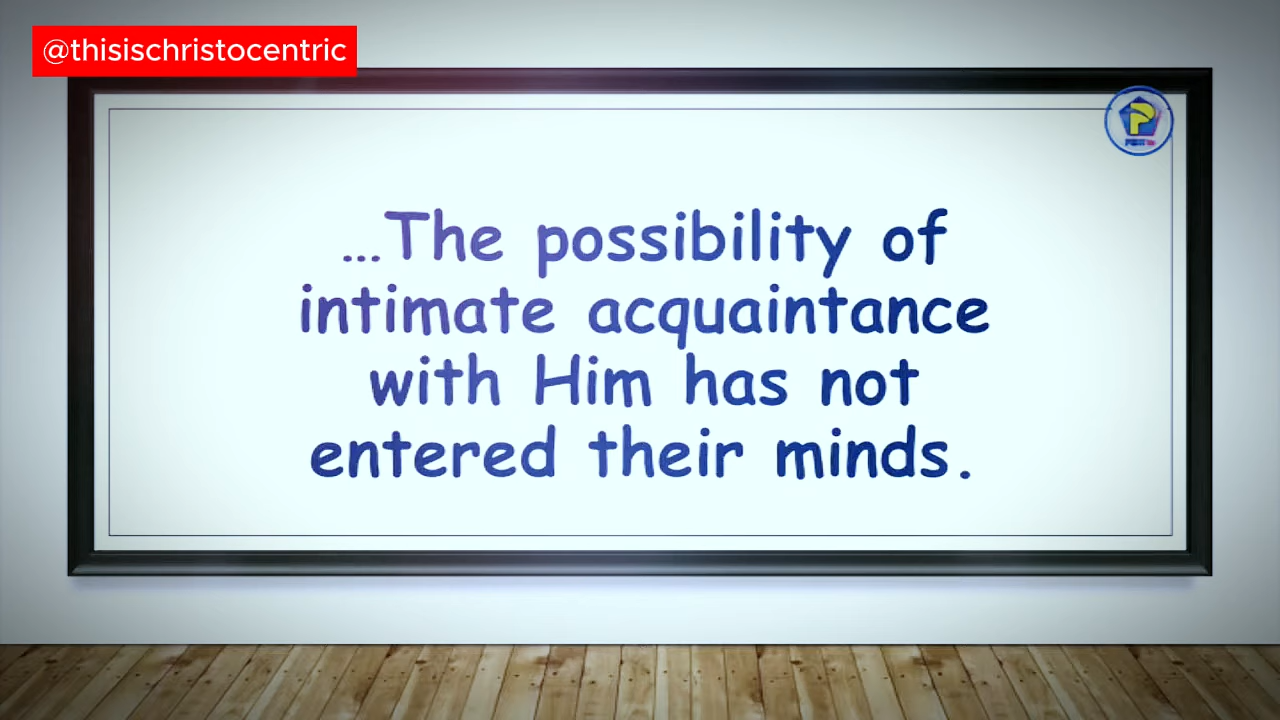 @thisischristocentric
...The possibility of
intimate acquaintance
with Him has not
entered their minds.